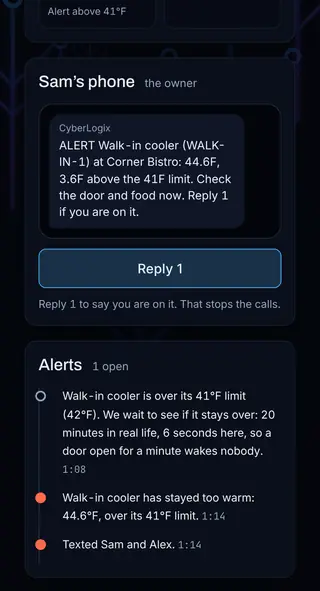 Alert above 41°F
Sam's phone the owner
CyberLogix
ALERT Walk-in cooler (WALK-
IN-1) at Corner Bistro: 44.6F,
3.6F above the 41F limit. Check
the door and food now. Reply 1
if you are on it.
Reply 1
Reply 1 to say you are on it. That stops the calls.
Alerts 1 open
Walk-in cooler is over its 41°F limit
(42°F). We wait to see if it stays over: 20
minutes in real life, 6 seconds here, so a
door open for a minute wakes nobody.
1:08
Walk-in cooler has stayed too warm:
44.6°F, over its 41°F limit. 1:14
Texted Sam and Alex. 1:14